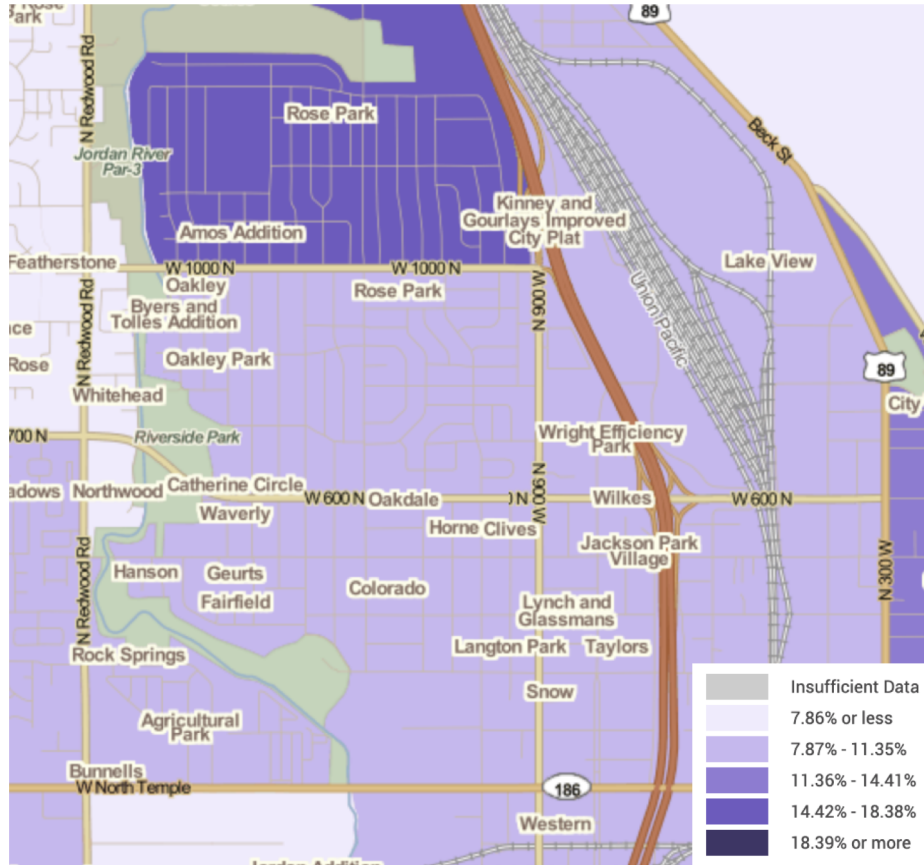 Rose
Park
89
N Redwood Rd
Rose Park
Beck St
Jordan River
Par-3
Kinney and
Gourlays Improved
City Plat
Amos Addition
Featherstone
W 1000 N
W 1000 N
Lake View
Oakley
Rose Park
Union Pacific
Byers and
Tolles Addition
N 900 W
ace
Rose
N Redwood Rd
Oakley Park
89
Whitehead
City
700 N
Riverside Park
Wright Efficiency
Park
adows
Northwood
Catherine Circle
W 600 N
Oakdale
N
N 900 W
Wilkes
W 600 N
Waverly
Horne
Clives
Jackson Park
Village
N Redwood Rd
Hanson
Geurts
Colorado
N 300 W
Fairfield
Lynch and
Glassmans
Rock Springs
Langton Park
Taylors
Snow
Agricultural
Park
Bunnells
W North Temple
186
Western
Jordan Addition
Insufficient Data
7.86% or less
7.87% - 11.35%
11.36% - 14.41%
14.42% - 18.38%
18.39% or more